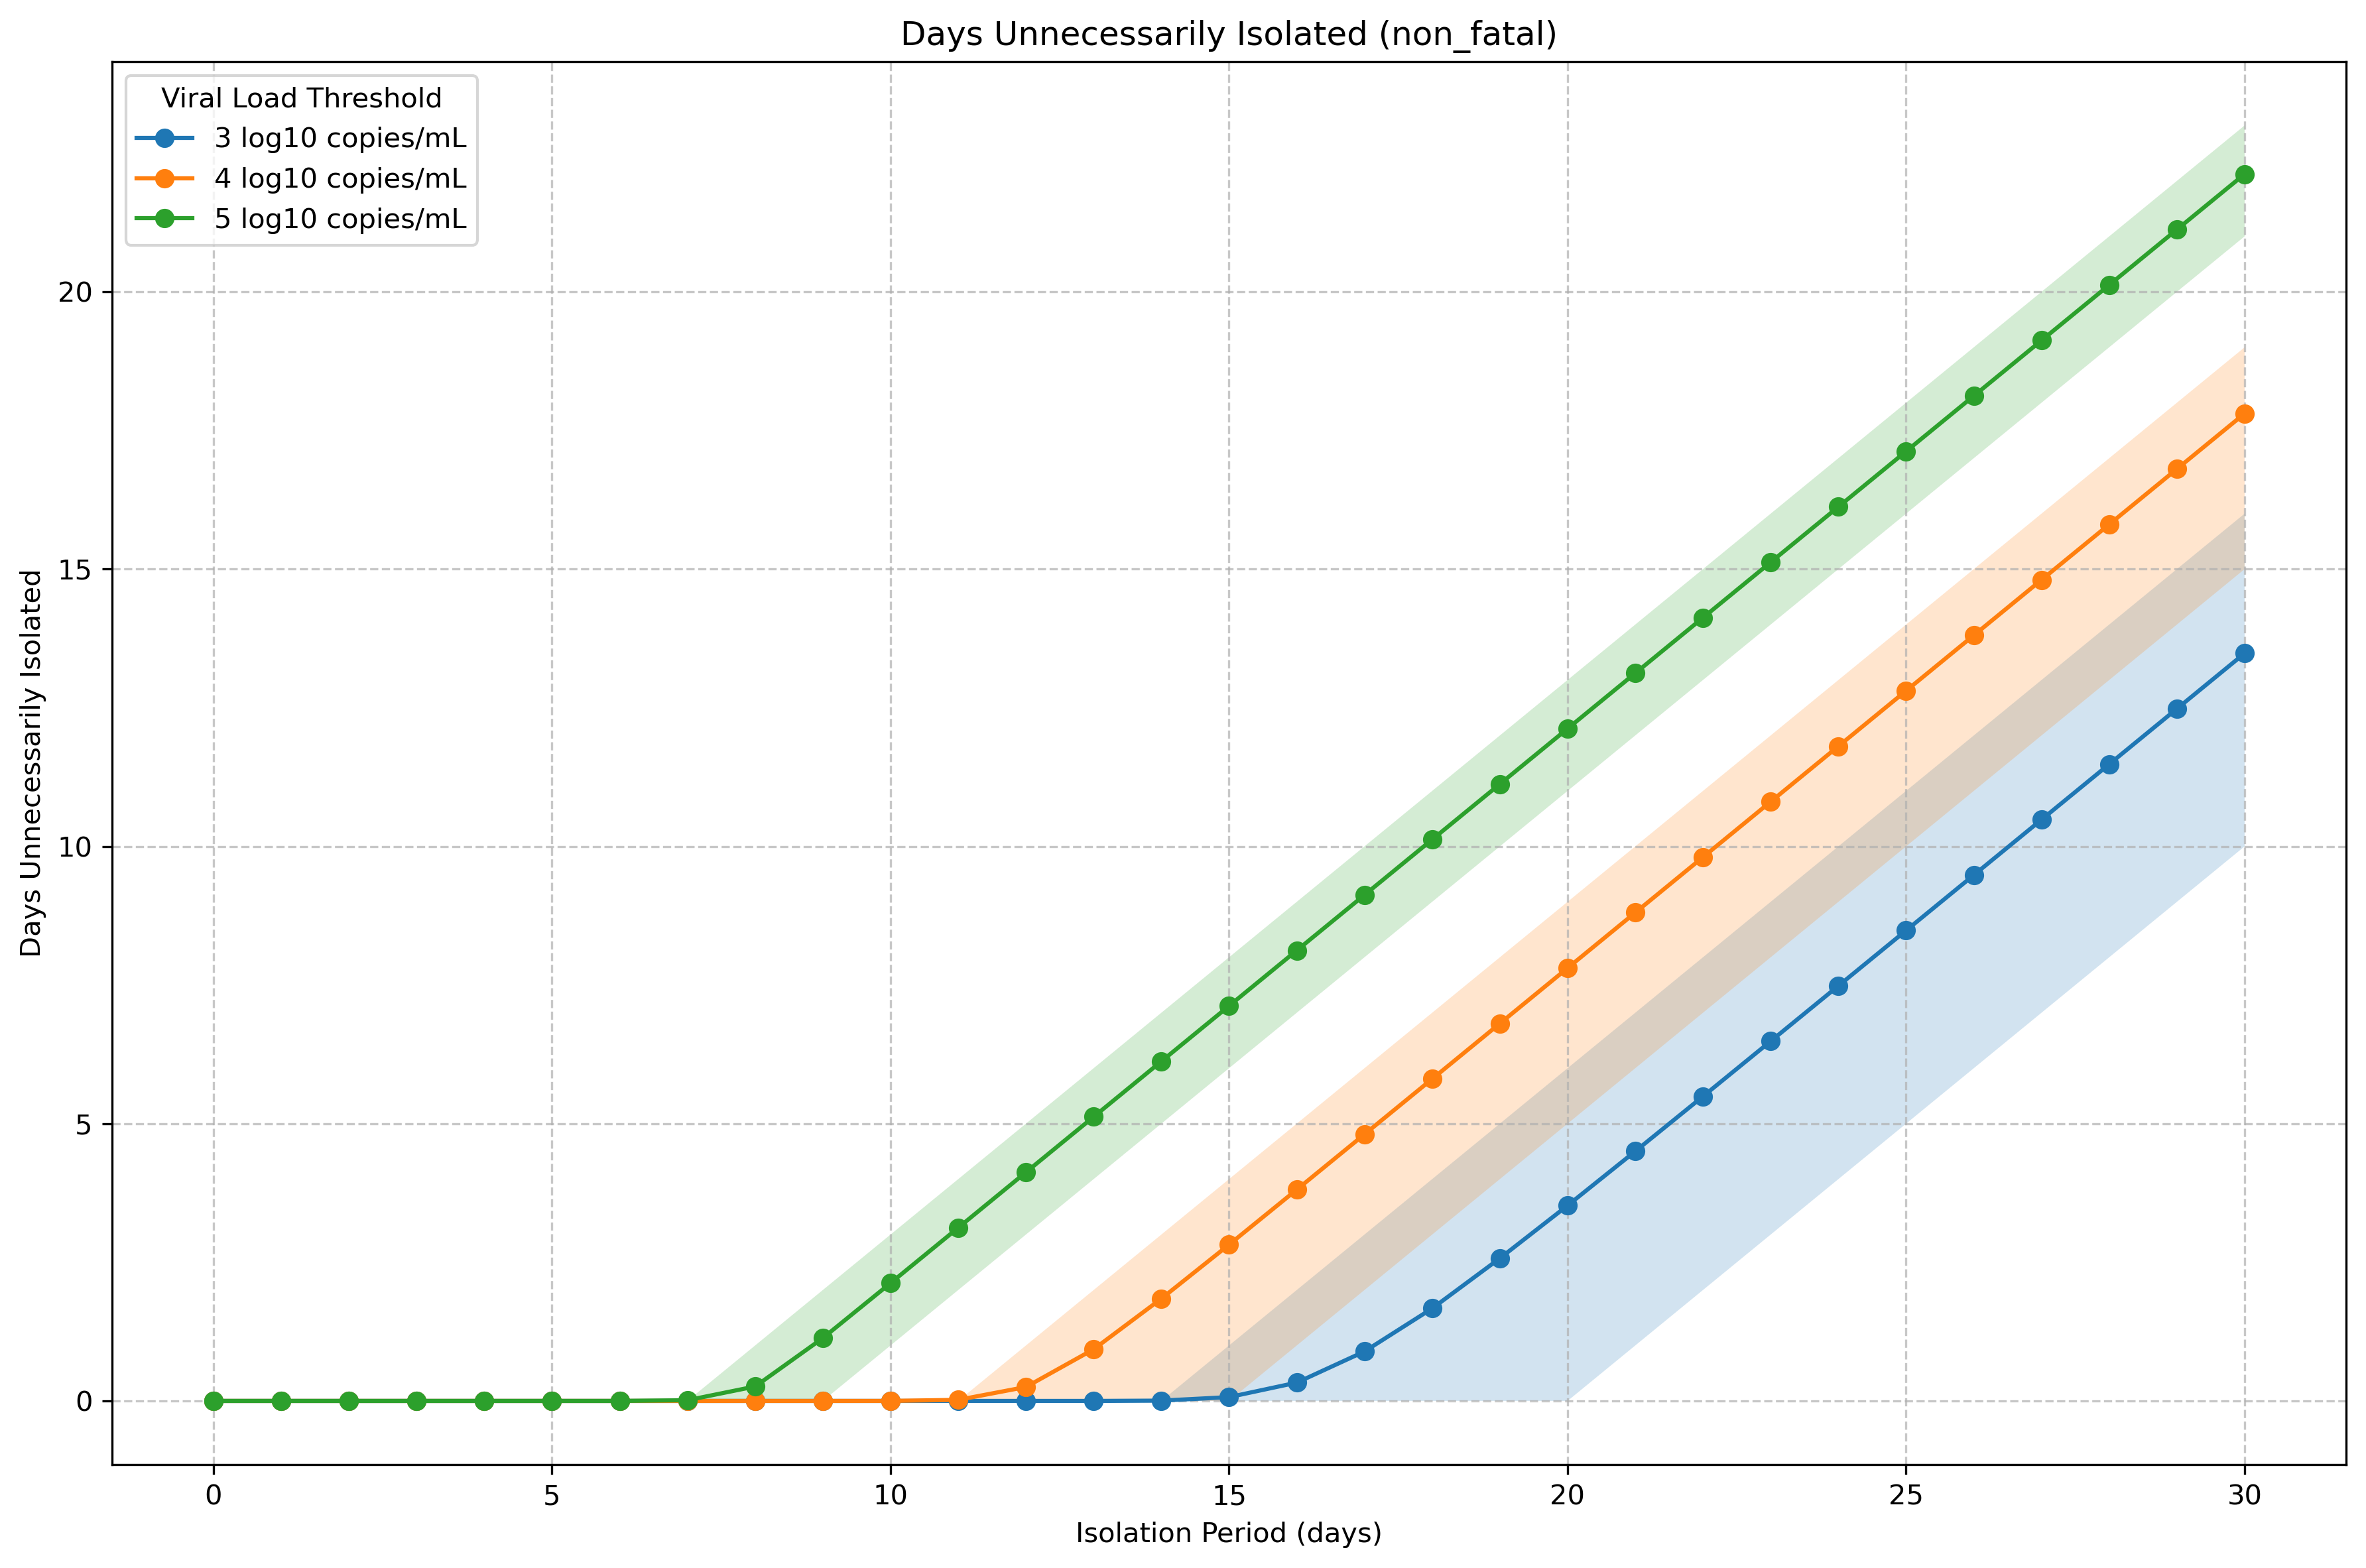 Days Unnecessarily Isolated (non_fatal)
Viral Load Threshold
3 log10 copies/mL
4 log10 copies/mL
5 log10 copies/mL
Days Unnecessarily Isolated
20
15
10
5
0
0 5 10 15 20 25 30
Isolation Period (days)